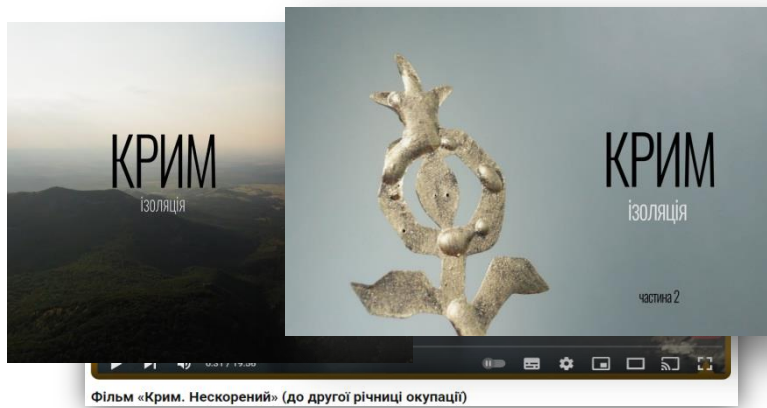 КРИМ
ізоляція
КРИМ
ізоляція
частина 2
Фільм «Крим. Нескорений» (до другої річниці окупації)